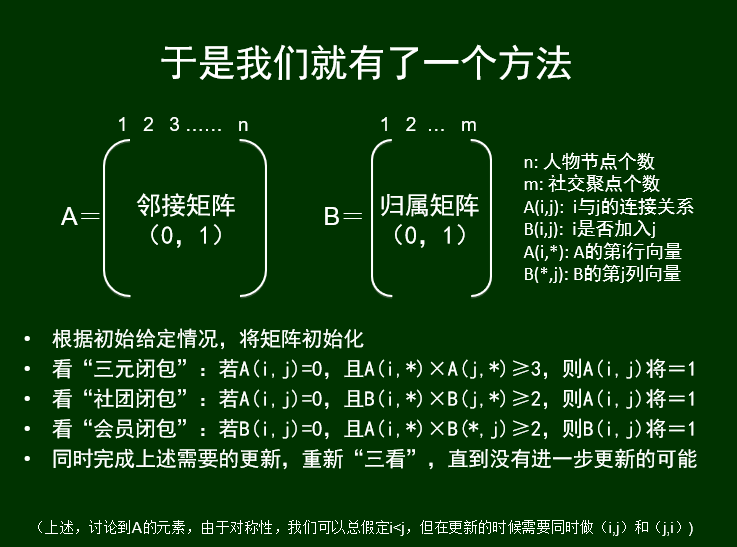 于是我们就有了一个方法
1 2 3 …… n
1 2 … m
A＝
邻接矩阵
（0，1）
B＝
归属矩阵
（0，1）
n: 人物节点个数
m: 社交聚点个数
A(i,j): i与j的连接关系
B(i,j): i是否加入j
A(i,*): A的第i行向量
B(*,j): B的第j列向量
• 根据初始给定情况，将矩阵初始化
• 看“三元闭包”：若A(i,j)=0，且A(i,*)×A(j,*)≥3，则A(i,j)将＝1
• 看“社团闭包”：若A(i,j)=0，且B(i,*)×B(j,*)≥2，则A(i,j)将＝1
• 看“会员闭包”：若B(i,j)=0，且A(i,*)×B(*,j)≥2，则B(i,j)将＝1
• 同时完成上述需要的更新，重新“三看”，直到没有进一步更新的可能
（上述，讨论到A的元素，由于对称性，我们可以总假定i<j，但在更新的时候需要同时做（i,j）和（j,i））